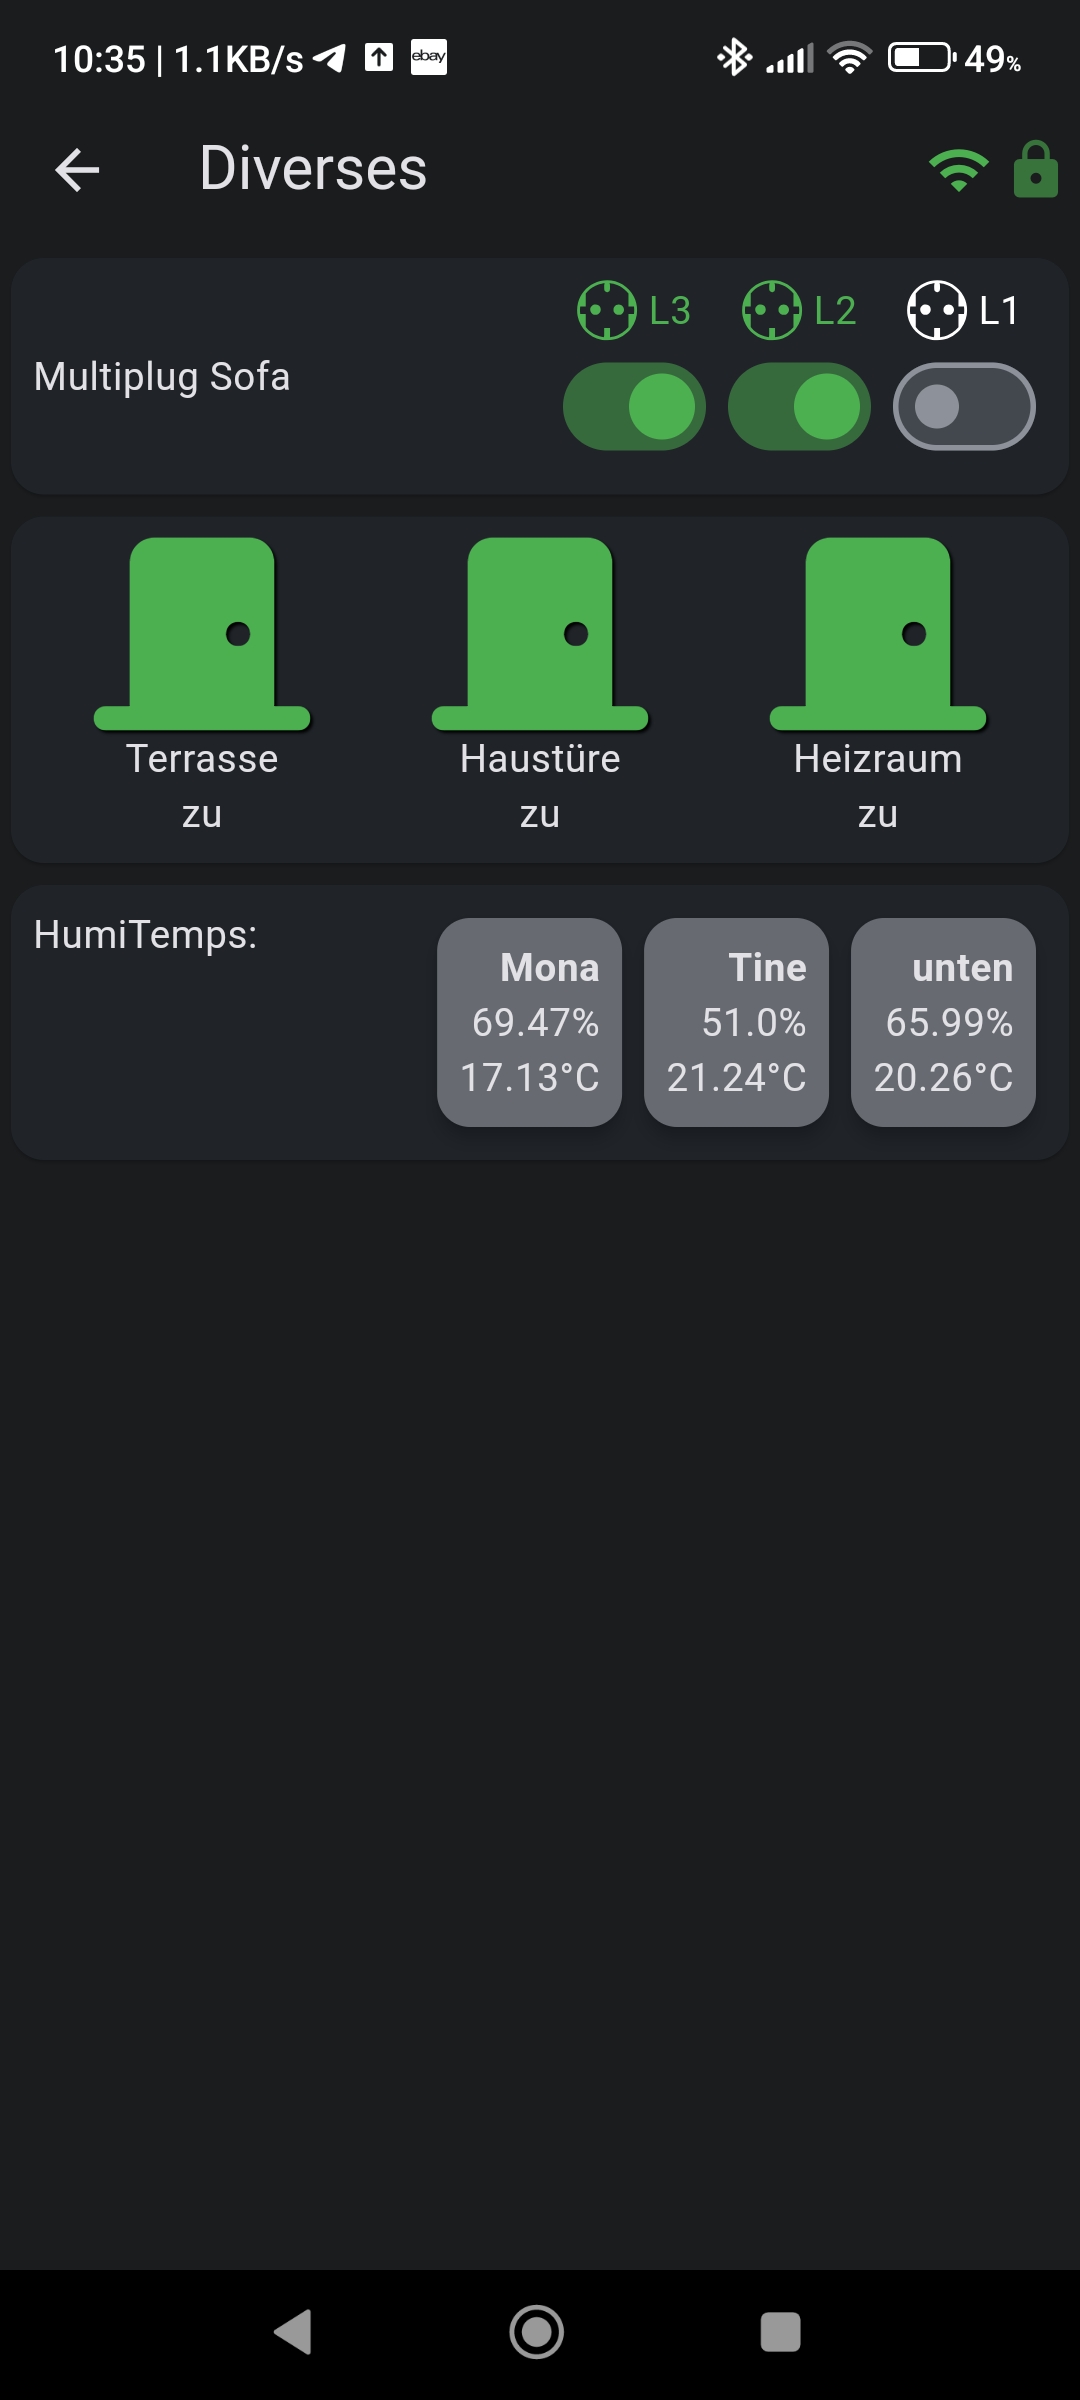 10:35 | 1.1KB/s ebay 49%
Diverses
L3 L2 L1
Multiplug Sofa
Terrasse Haustüre Heizraum
zu zu zu
HumiTemps:
Mona Tine unten
69.47% 51.0% 65.99%
17.13°C 21.24°C 20.26°C